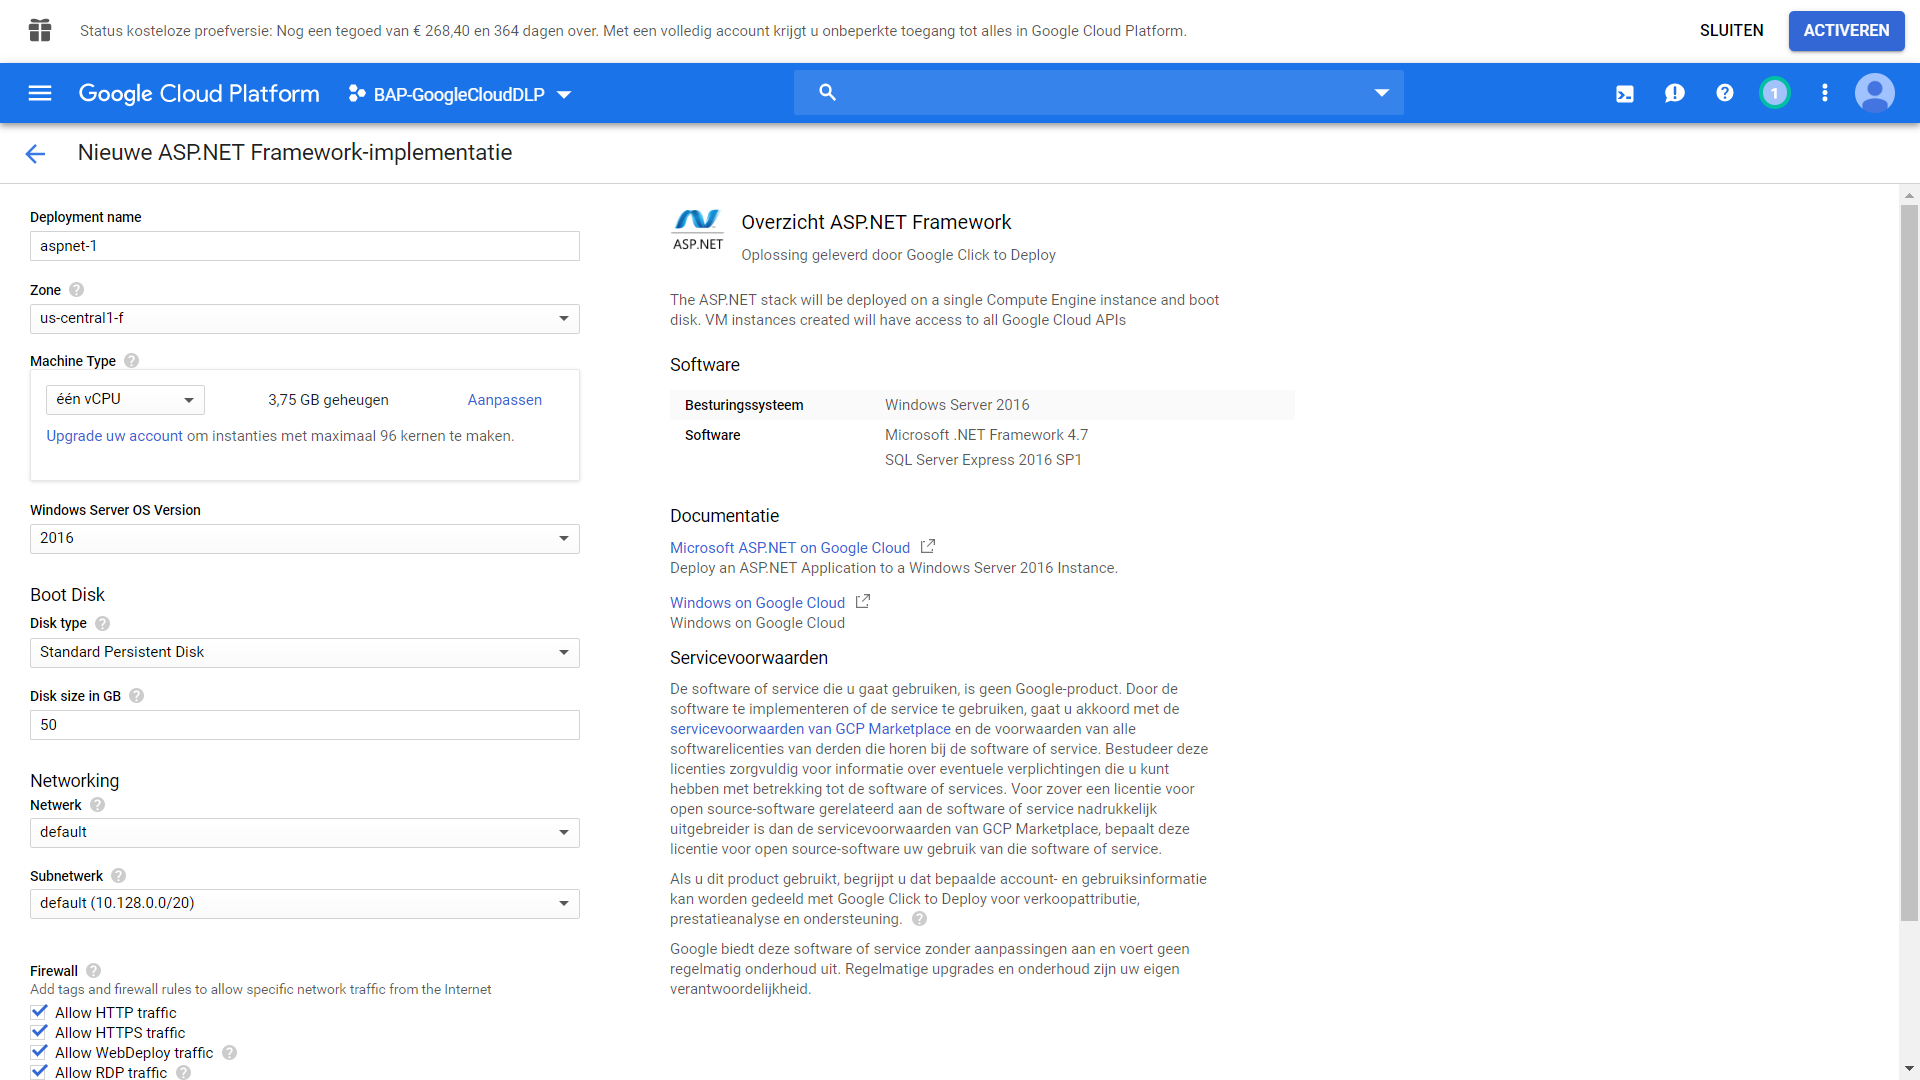 Status kosteloze proefversie: Nog een tegoed van € 268,40 en 364 dagen over. Met een volledig account krijgt u onbeperkte toegang tot alles in Google Cloud Platform.
SLUITEN
ACTIVEREN
Google Cloud Platform
BAP-GoogleCloudDLP
1
Nieuwe ASP.NET Framework-implementatie
Deployment name
aspnet-1
Zone
us-central1-f
Machine Type
één vCPU
3,75 GB geheugen
Aanpassen
Upgrade uw account om instanties met maximaal 96 kernen te maken.
Windows Server OS Version
2016
Boot Disk
Disk type
Standard Persistent Disk
Disk size in GB
50
Networking
Netwerk
default
Subnetwerk
default (10.128.0.0/20)
Firewall
Add tags and firewall rules to allow specific network traffic from the Internet
Allow HTTP traffic
Allow HTTPS traffic
Allow WebDeploy traffic
Allow RDP traffic
ASP.NET
Overzicht ASP.NET Framework
Oplossing geleverd door Google Click to Deploy
The ASP.NET stack will be deployed on a single Compute Engine instance and boot
disk. VM instances created will have access to all Google Cloud APIs
Software
Besturingssysteem
Windows Server 2016
Software
Microsoft .NET Framework 4.7
SQL Server Express 2016 SP1
Documentatie
Microsoft ASP.NET on Google Cloud
Deploy an ASP.NET Application to a Windows Server 2016 Instance.
Windows on Google Cloud
Windows on Google Cloud
Servicevoorwaarden
De software of service die u gaat gebruiken, is geen Google-product. Door de
software te implementeren of de service te gebruiken, gaat u akkoord met de
servicevoorwaarden van GCP Marketplace en de voorwaarden van alle
softwarelicenties van derden die horen bij de software of service. Bestudeer deze
licenties zorgvuldig voor informatie over eventuele verplichtingen die u kunt
hebben met betrekking tot de software of services. Voor zover een licentie voor
open source-software gerelateerd aan de software of service nadrukkelijk
uitgebreider is dan de servicevoorwaarden van GCP Marketplace, bepaalt deze
licentie voor open source-software uw gebruik van die software of service.
Als u dit product gebruikt, begrijpt u dat bepaalde account- en gebruiksinformatie
kan worden gedeeld met Google Click to Deploy voor verkoopattributie,
prestatieanalyse en ondersteuning.
Google biedt deze software of service zonder aanpassingen aan en voert geen
regelmatig onderhoud uit. Regelmatige upgrades en onderhoud zijn uw eigen
verantwoordelijkheid.